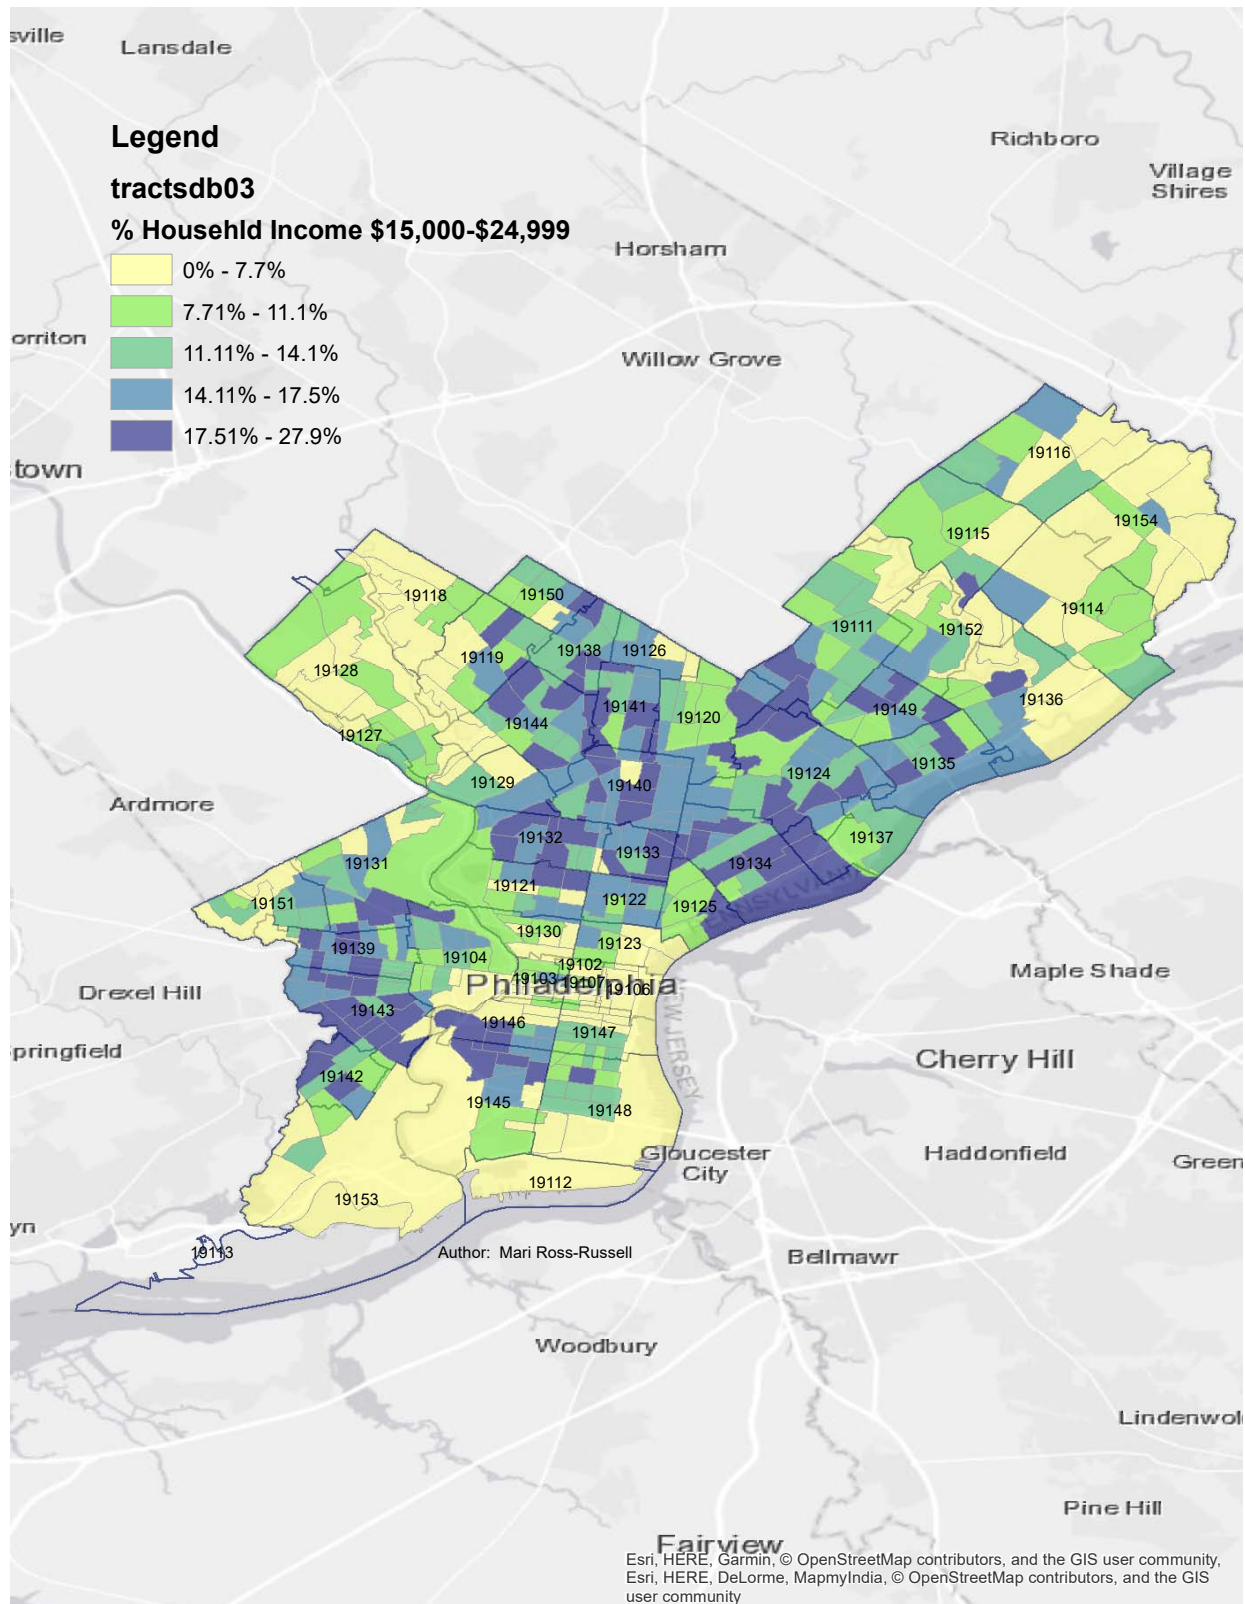 sville
Lansdale
Legend
Richboro
Village
Shires
tractsdb03
% Househld Income $15,000-$24,999
Horsham
0% - 7.7%
7.71% - 11.1%
orriton
11.11% - 14.1%
Willow Grove
14.11% - 17.5%
17.51% - 27.9%
stown
19116
19154
19115
19150
19118
19114
19111
19152
19138
19126
19119
19128
19136
19141
19149
19120
19144
19127
19135
19124
19129
19140
Ardmore
19132
19137
19133
19131
19134
PENNSYLVANIA
19121
19151
19122
19125
19130
19123
19139
19104
19102
Maple Shade
19103
19107
Philadelphia
19106
Drexel Hill
19143
19146
19147
NEW JERSEY
springfield
Cherry Hill
19142
19145
19148
Gloucester
City
Haddonfield
Green
19112
19153
yn
19113
Author: Mari Ross-Russell
Bellmawr
Woodbury
Lindenwol
Pine Hill
Fairview
Esri, HERE, Garmin, © OpenStreetMap contributors, and the GIS user community,
Esri, HERE, DeLorme, MapmyIndia, © OpenStreetMap contributors, and the GIS
user community